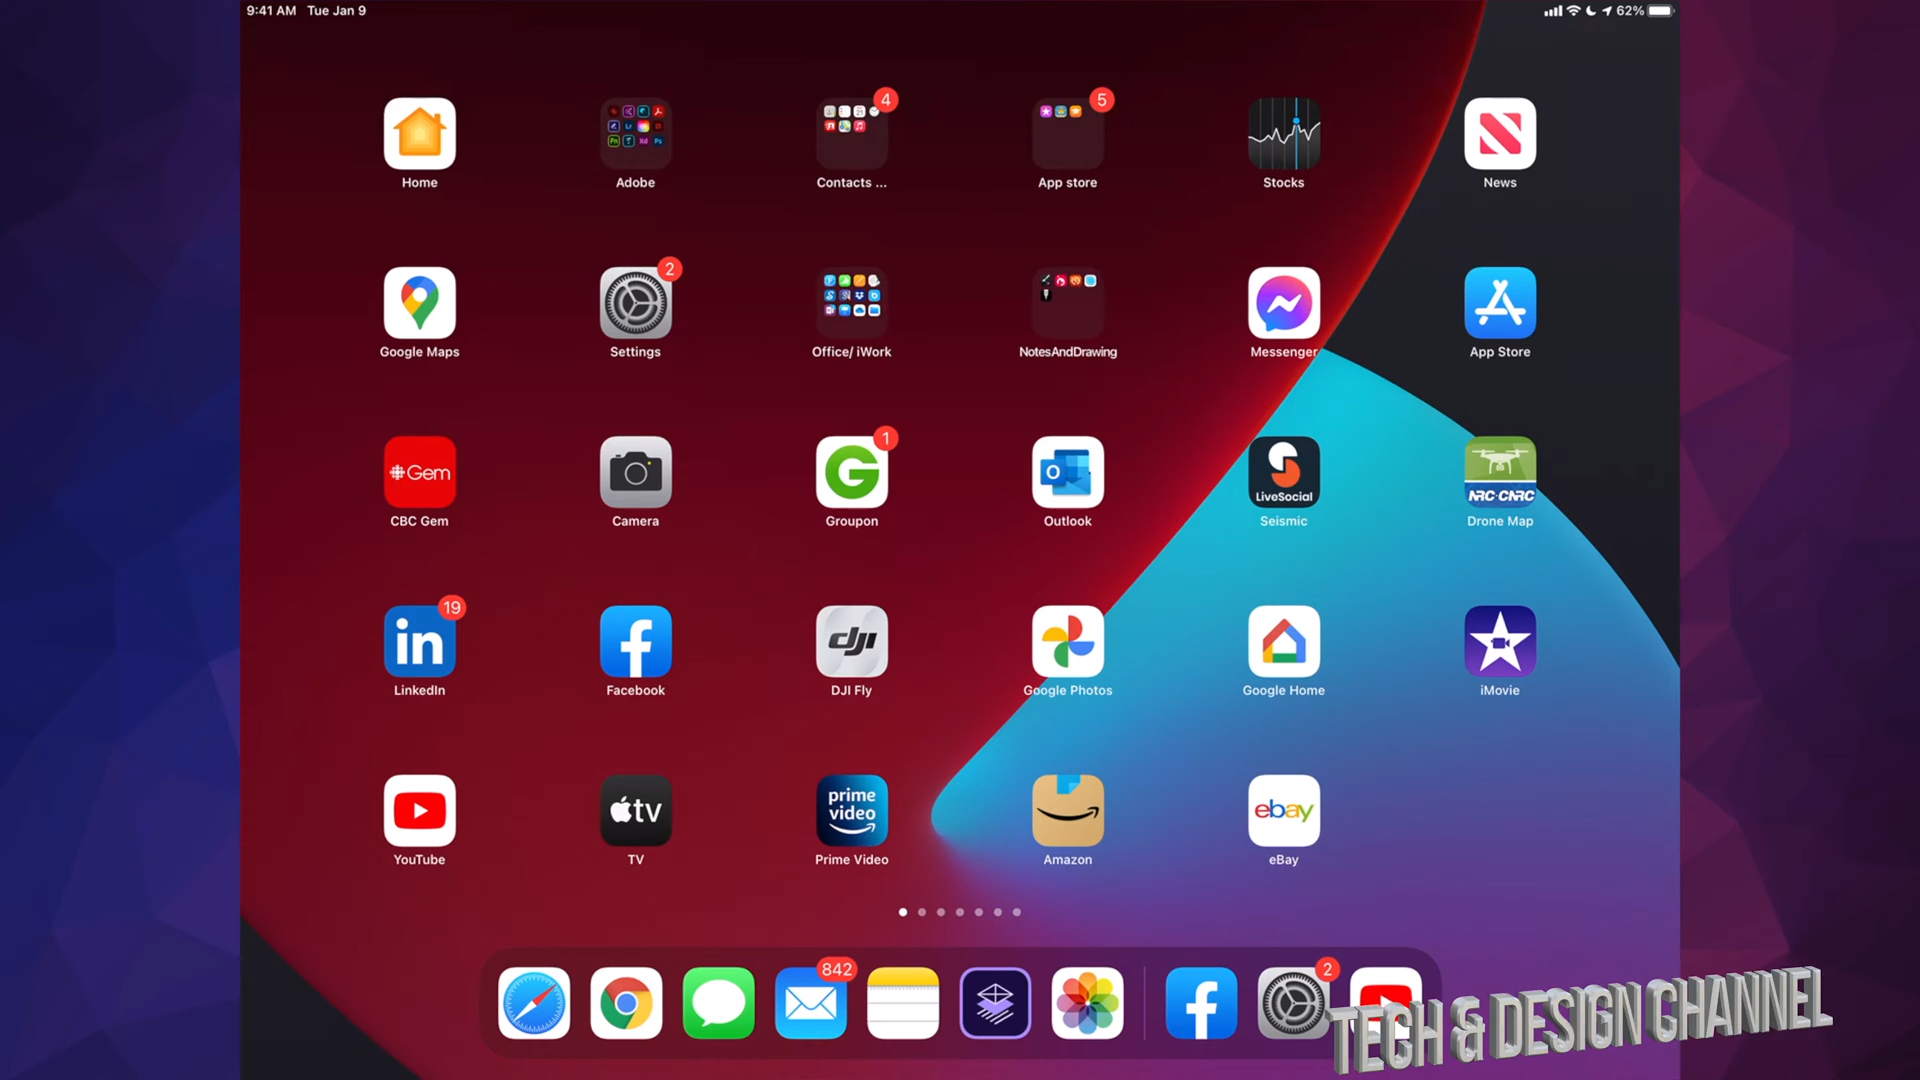 9:41 AM Tue Jan 9
62%
4
5
Home
Adobe
Contacts ...
App store
Stocks
News
2
Google Maps
Settings
Office/ iWork
NotesAndDrawing
Messenger
App Store
1
Gem
LiveSocial
NRC·CNRC
CBC Gem
Camera
Groupon
Outlook
Seismic
Drone Map
19
in
dji
LinkedIn
Facebook
DJI Fly
Google Photos
Google Home
iMovie
tv
prime
video
ebay
YouTube
TV
Prime Video
Amazon
eBay
842
2
TECH & DESIGN CHANNEL